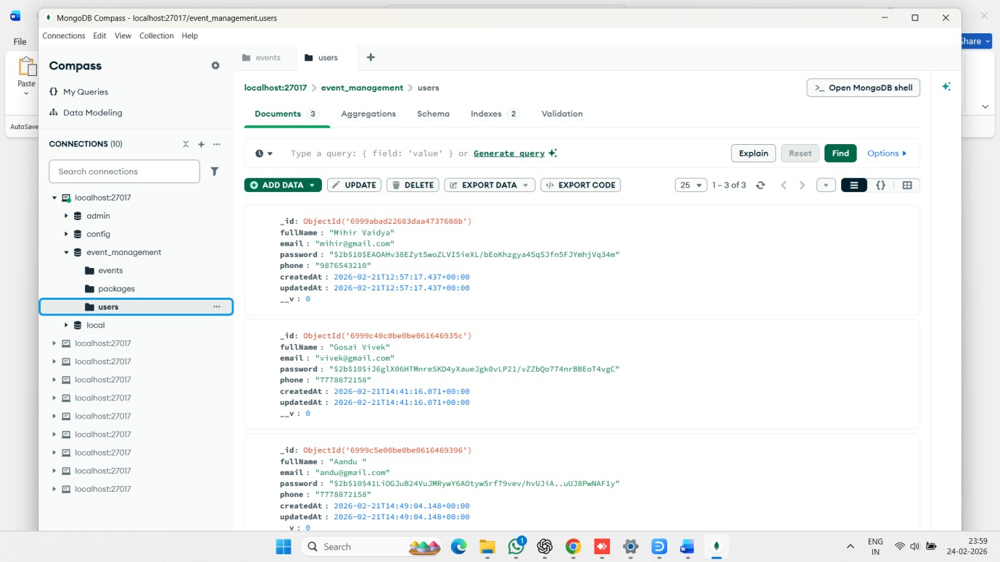 MongoDB Compass - localhost:27017/event_management.users
Connections Edit View Collection Help
File
Share
Paste
AutoSave
Compass
My Queries
Data Modeling
CONNECTIONS (10)
Search connections
localhost:27017
admin
config
event_management
events
packages
users
local
localhost:27017
localhost:27017
localhost:27017
localhost:27017
localhost:27017
localhost:27017
localhost:27017
localhost:27017
localhost:27017
events users
localhost:27017 > event_management > users
>_ Open MongoDB shell
Documents 3 Aggregations Schema Indexes 2 Validation
Type a query: { field: 'value' } or Generate query
Explain Reset Find Options
ADD DATA UPDATE DELETE EXPORT DATA EXPORT CODE
25 1 – 3 of 3
_id: ObjectId('6999abad22683daa4737608b')
fullName : "Mihir Vaidya"
email : "mihir@gmail.com"
password : "$2b$10$EAOAHv38EZyt5woZLVI5ieXL/bEoKhzgya4SqSJfn5FJYmhjVq34m"
phone : "9876543210"
createdAt : 2026-02-21T12:57:17.437+00:00
updatedAt : 2026-02-21T12:57:17.437+00:00
__v : 0
_id: ObjectId('6999c40c0be0be061646935c')
fullName : "Gosai Vivek"
email : "vivek@gmail.com"
password : "$2b$10$iJ6glX06HTMnreSKD4yXaueJgk0vLP21/vZZbQo774nrBBEoT4vgC"
phone : "7778872158"
createdAt : 2026-02-21T14:41:16.071+00:00
updatedAt : 2026-02-21T14:41:16.071+00:00
__v : 0
_id: ObjectId('6999c5e00be0be0616469396')
fullName : "Aandu "
email : "andu@gmail.com"
password : "$2b$10$41LiOGJuB24VuJMRywY6AOtyw5rf79vev/hvUJiA..uUJ8PwNAF1y"
phone : "7778872158"
createdAt : 2026-02-21T14:49:04.148+00:00
updatedAt : 2026-02-21T14:49:04.148+00:00
__v : 0
Search
1
ENG
IN
23:59
24-02-2026